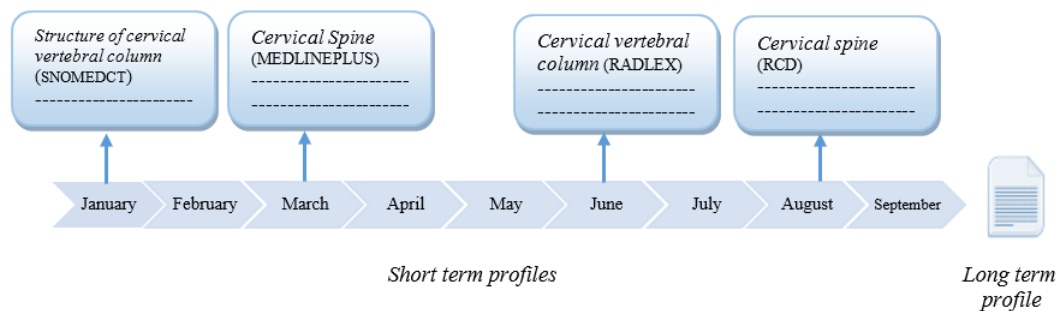 Structure of cervical
vertebral column
(SNOMEDCT)
-----------------------
Cervical Spine
(MEDLINEPLUS)
-----------------------
-----------------------
Cervical vertebral
column (RADLEX)
-----------------------
-----------------------
Cervical spine
(RCD)
-----------------------
-----------------------
January February March April May June July August September
Short term profiles
Long term
profile